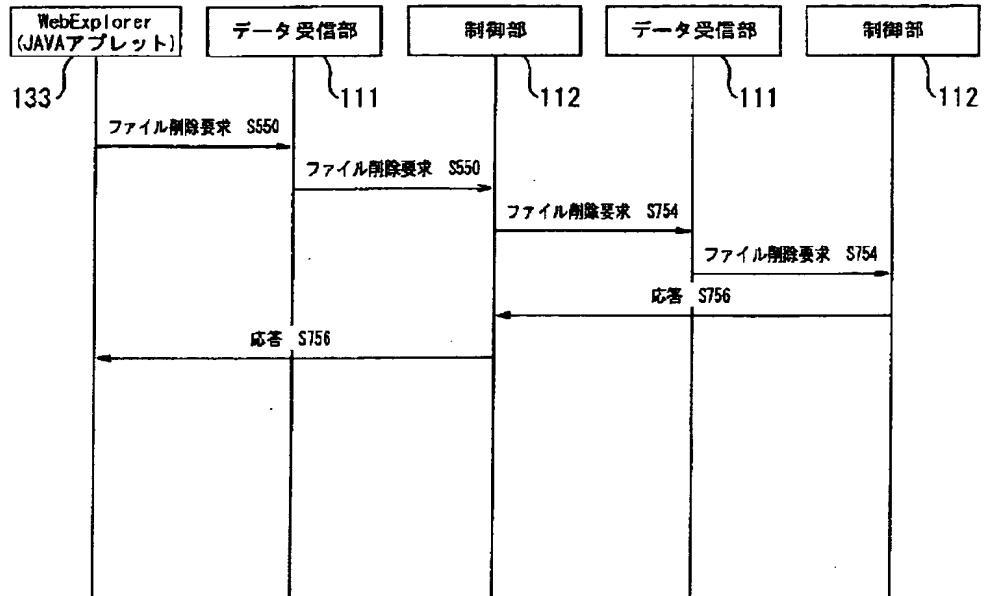 WebExplorer
(JAVAアプレット)
データ受信部
制御部
データ受信部
制御部
133
111
112
111
112
ファイル削除要求 S550
ファイル削除要求 S550
ファイル削除要求 S754
ファイル削除要求 S754
応答 S756
応答 S756